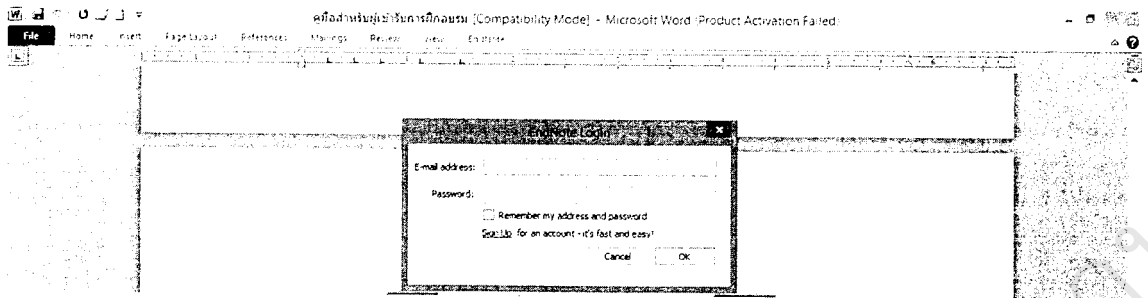 คู่มือสำหรับผู้เข้ารับการฝึกอบรม [Compatibility Mode] - Microsoft Word (Product Activation Failed)
File Home Insert Page Layout References Mailings Review View EndNote
EndNote Login
E-mail address:
Password:
Remember my address and password
Sign Up for an account - it's fast and easy!
Cancel OK